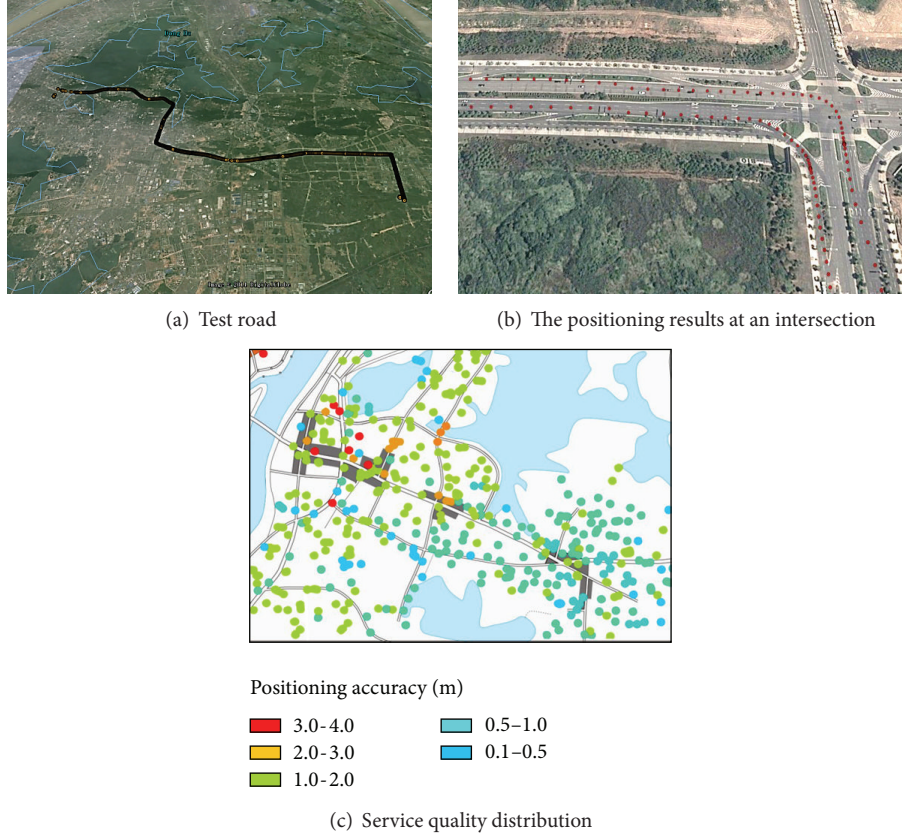 (a) Test road
(b) The positioning results at an intersection
Positioning accuracy (m)
3.0-4.0
2.0-3.0
1.0-2.0
0.5–1.0
0.1–0.5
(c) Service quality distribution